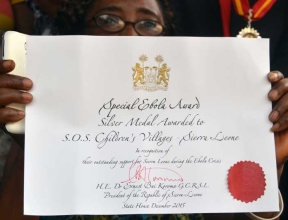 Special Ebola Award
Silver Medal Awarded to
S.O.S. Children's Villages Sierra Leone
in recognition of
their outstanding support for Sierra Leone during the Ebola Crisis
H.E. Dr Ernest Bai Koroma G.C.R.S.L.
President of the Republic of Sierra Leone
State House December 2015